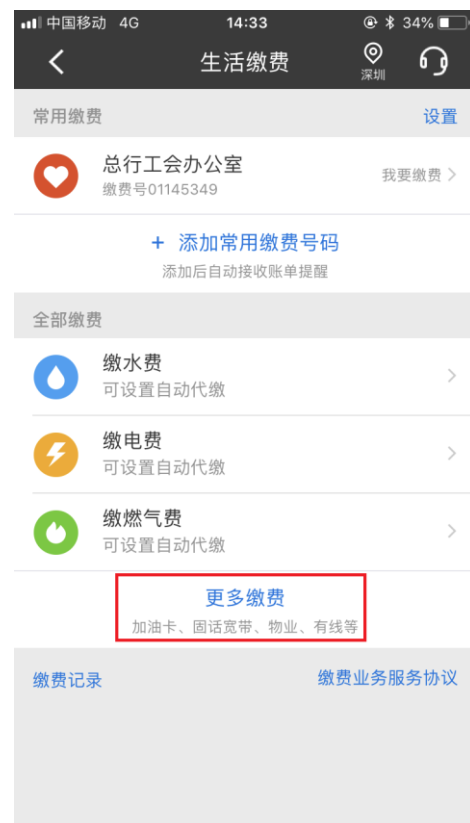 中国移动 4G 14:33 34%
生活缴费
深圳
常用缴费 设置
总行工会办公室
缴费号01145349
我要缴费
+ 添加常用缴费号码
添加后自动接收账单提醒
全部缴费
缴水费
可设置自动代缴
缴电费
可设置自动代缴
缴燃气费
可设置自动代缴
更多缴费
加油卡、固话宽带、物业、有线等
缴费记录 缴费业务服务协议